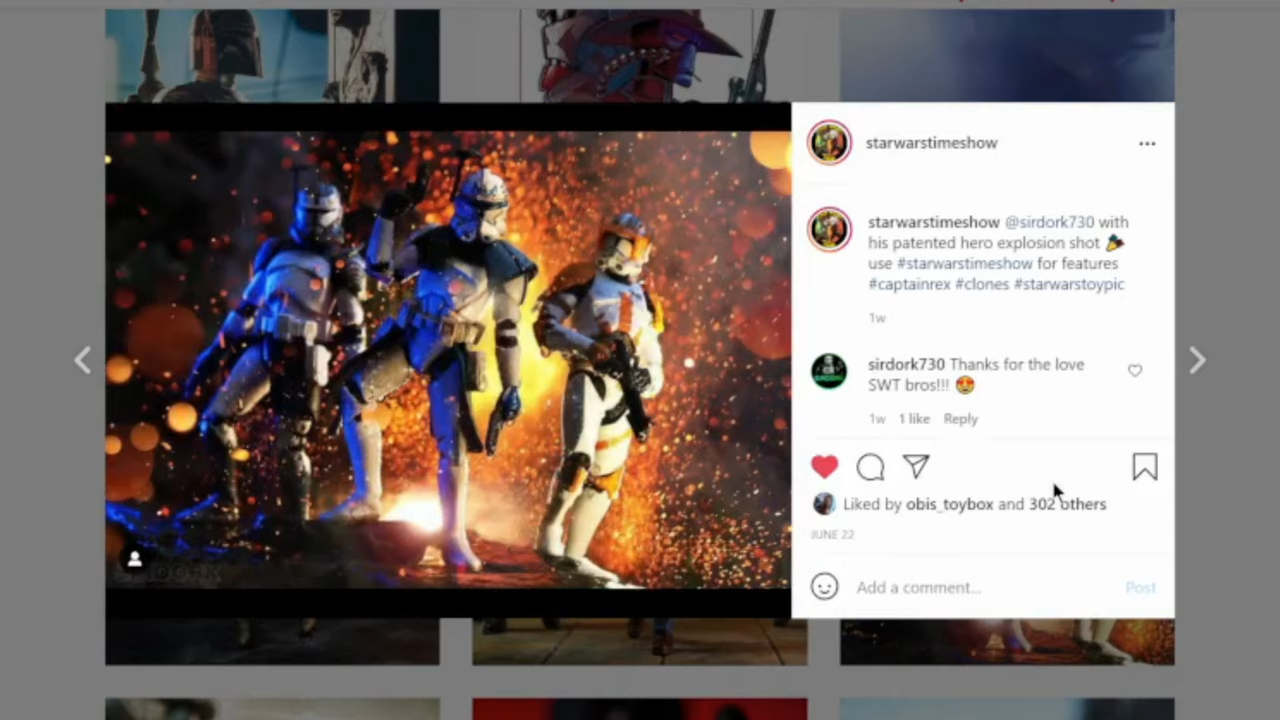 starwarstimeshow
starwarstimeshow @sirdork730 with
his patented hero explosion shot
use #starwarstimeshow for features
#captainrex #clones #starwarstoypic
1w
sirdork730 Thanks for the love
SWT bros!!!
1w 1 like Reply
Liked by obis_toybox and 302 others
JUNE 22
Add a comment... Post